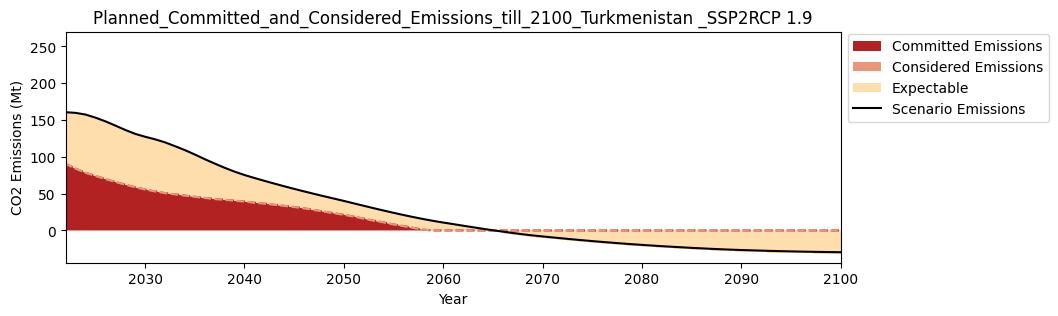 Planned_Committed_and_Considered_Emissions_till_2100_Turkmenistan _SSP2RCP 1.9
CO2 Emissions (Mt)
250
200
150
100
50
0
2030 2040 2050 2060 2070 2080 2090 2100
Year
Committed Emissions
Considered Emissions
Expectable
Scenario Emissions